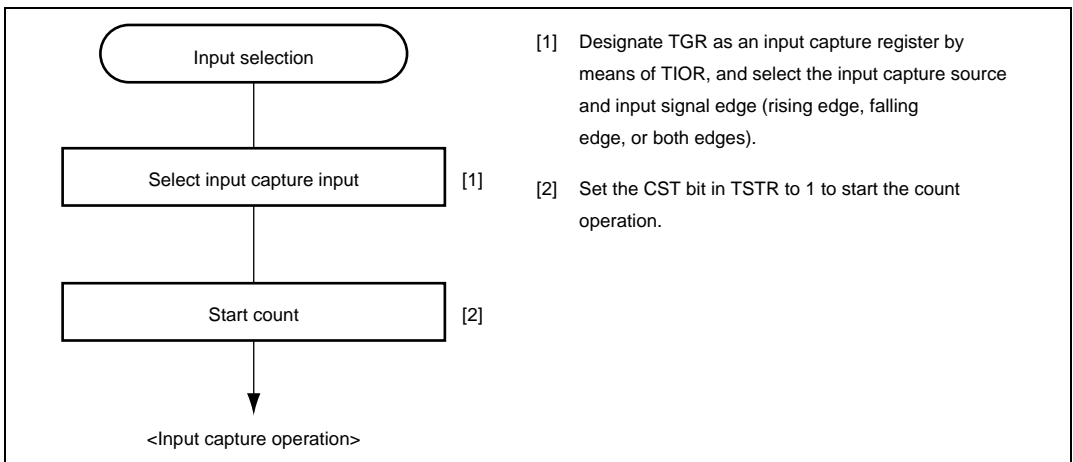 Input selection
Select input capture input
[1]
Start count
[2]
<Input capture operation>
[1] Designate TGR as an input capture register by
means of TIOR, and select the input capture source
and input signal edge (rising edge, falling
edge, or both edges).
[2] Set the CST bit in TSTR to 1 to start the count
operation.